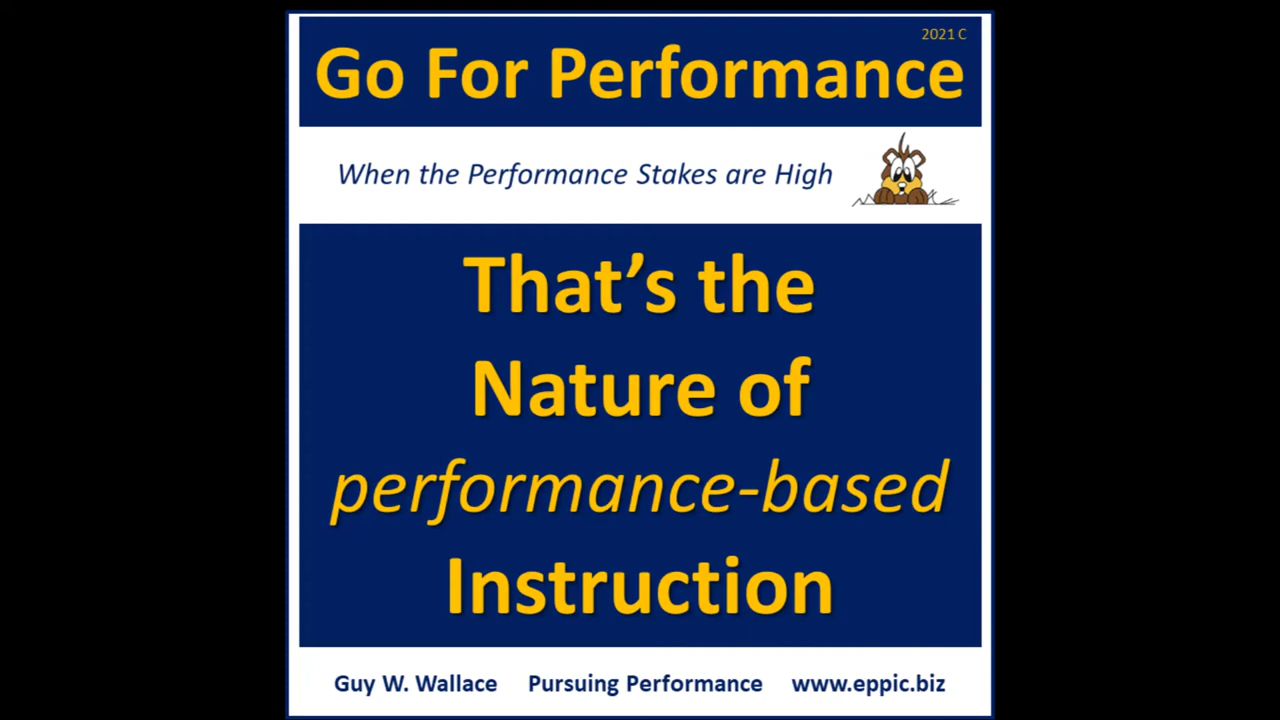 2021 C
Go For Performance
When the Performance Stakes are High
That’s the
Nature of
performance-based
Instruction
Guy W. Wallace Pursuing Performance www.eppic.biz